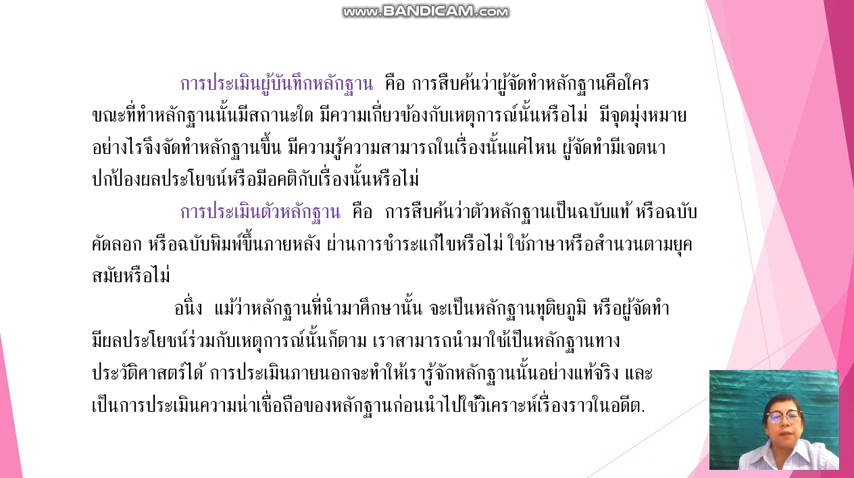 www.BANDICAM.com
การประเมินผู้บันทึกหลักฐาน คือ การสืบค้นว่าผู้จัดทำหลักฐานคือใคร
ขณะที่ทำหลักฐานนั้นมีสถานะใด มีความเกี่ยวข้องกับเหตุการณ์นั้นหรือไม่ มีจุดมุ่งหมาย
อย่างไรจึงจัดทำหลักฐานขึ้น มีความรู้ความสามารถในเรื่องนั้นแค่ไหน ผู้จัดทำมีเจตนา
ปกป้องผลประโยชน์หรือมีอคติกับเรื่องนั้นหรือไม่
การประเมินตัวหลักฐาน คือ การสืบค้นว่าตัวหลักฐานเป็นฉบับแท้ หรือฉบับ
คัดลอก หรือฉบับพิมพ์ขึ้นภายหลัง ผ่านการชำระแก้ไขหรือไม่ ใช้ภาษาหรือสำนวนตามยุค
สมัยหรือไม่
อนึ่ง แม้ว่าหลักฐานที่นำมาศึกษานั้น จะเป็นหลักฐานทุติยภูมิ หรือผู้จัดทำ
มีผลประโยชน์ร่วมกับเหตุการณ์นั้นก็ตาม เราสามารถนำมาใช้เป็นหลักฐานทาง
ประวัติศาสตร์ได้ การประเมินภายนอกจะทำให้เรารู้จักหลักฐานนั้นอย่างแท้จริง และ
เป็นการประเมินความน่าเชื่อถือของหลักฐานก่อนนำไปใช้วิเคราะห์เรื่องราวในอดีต.